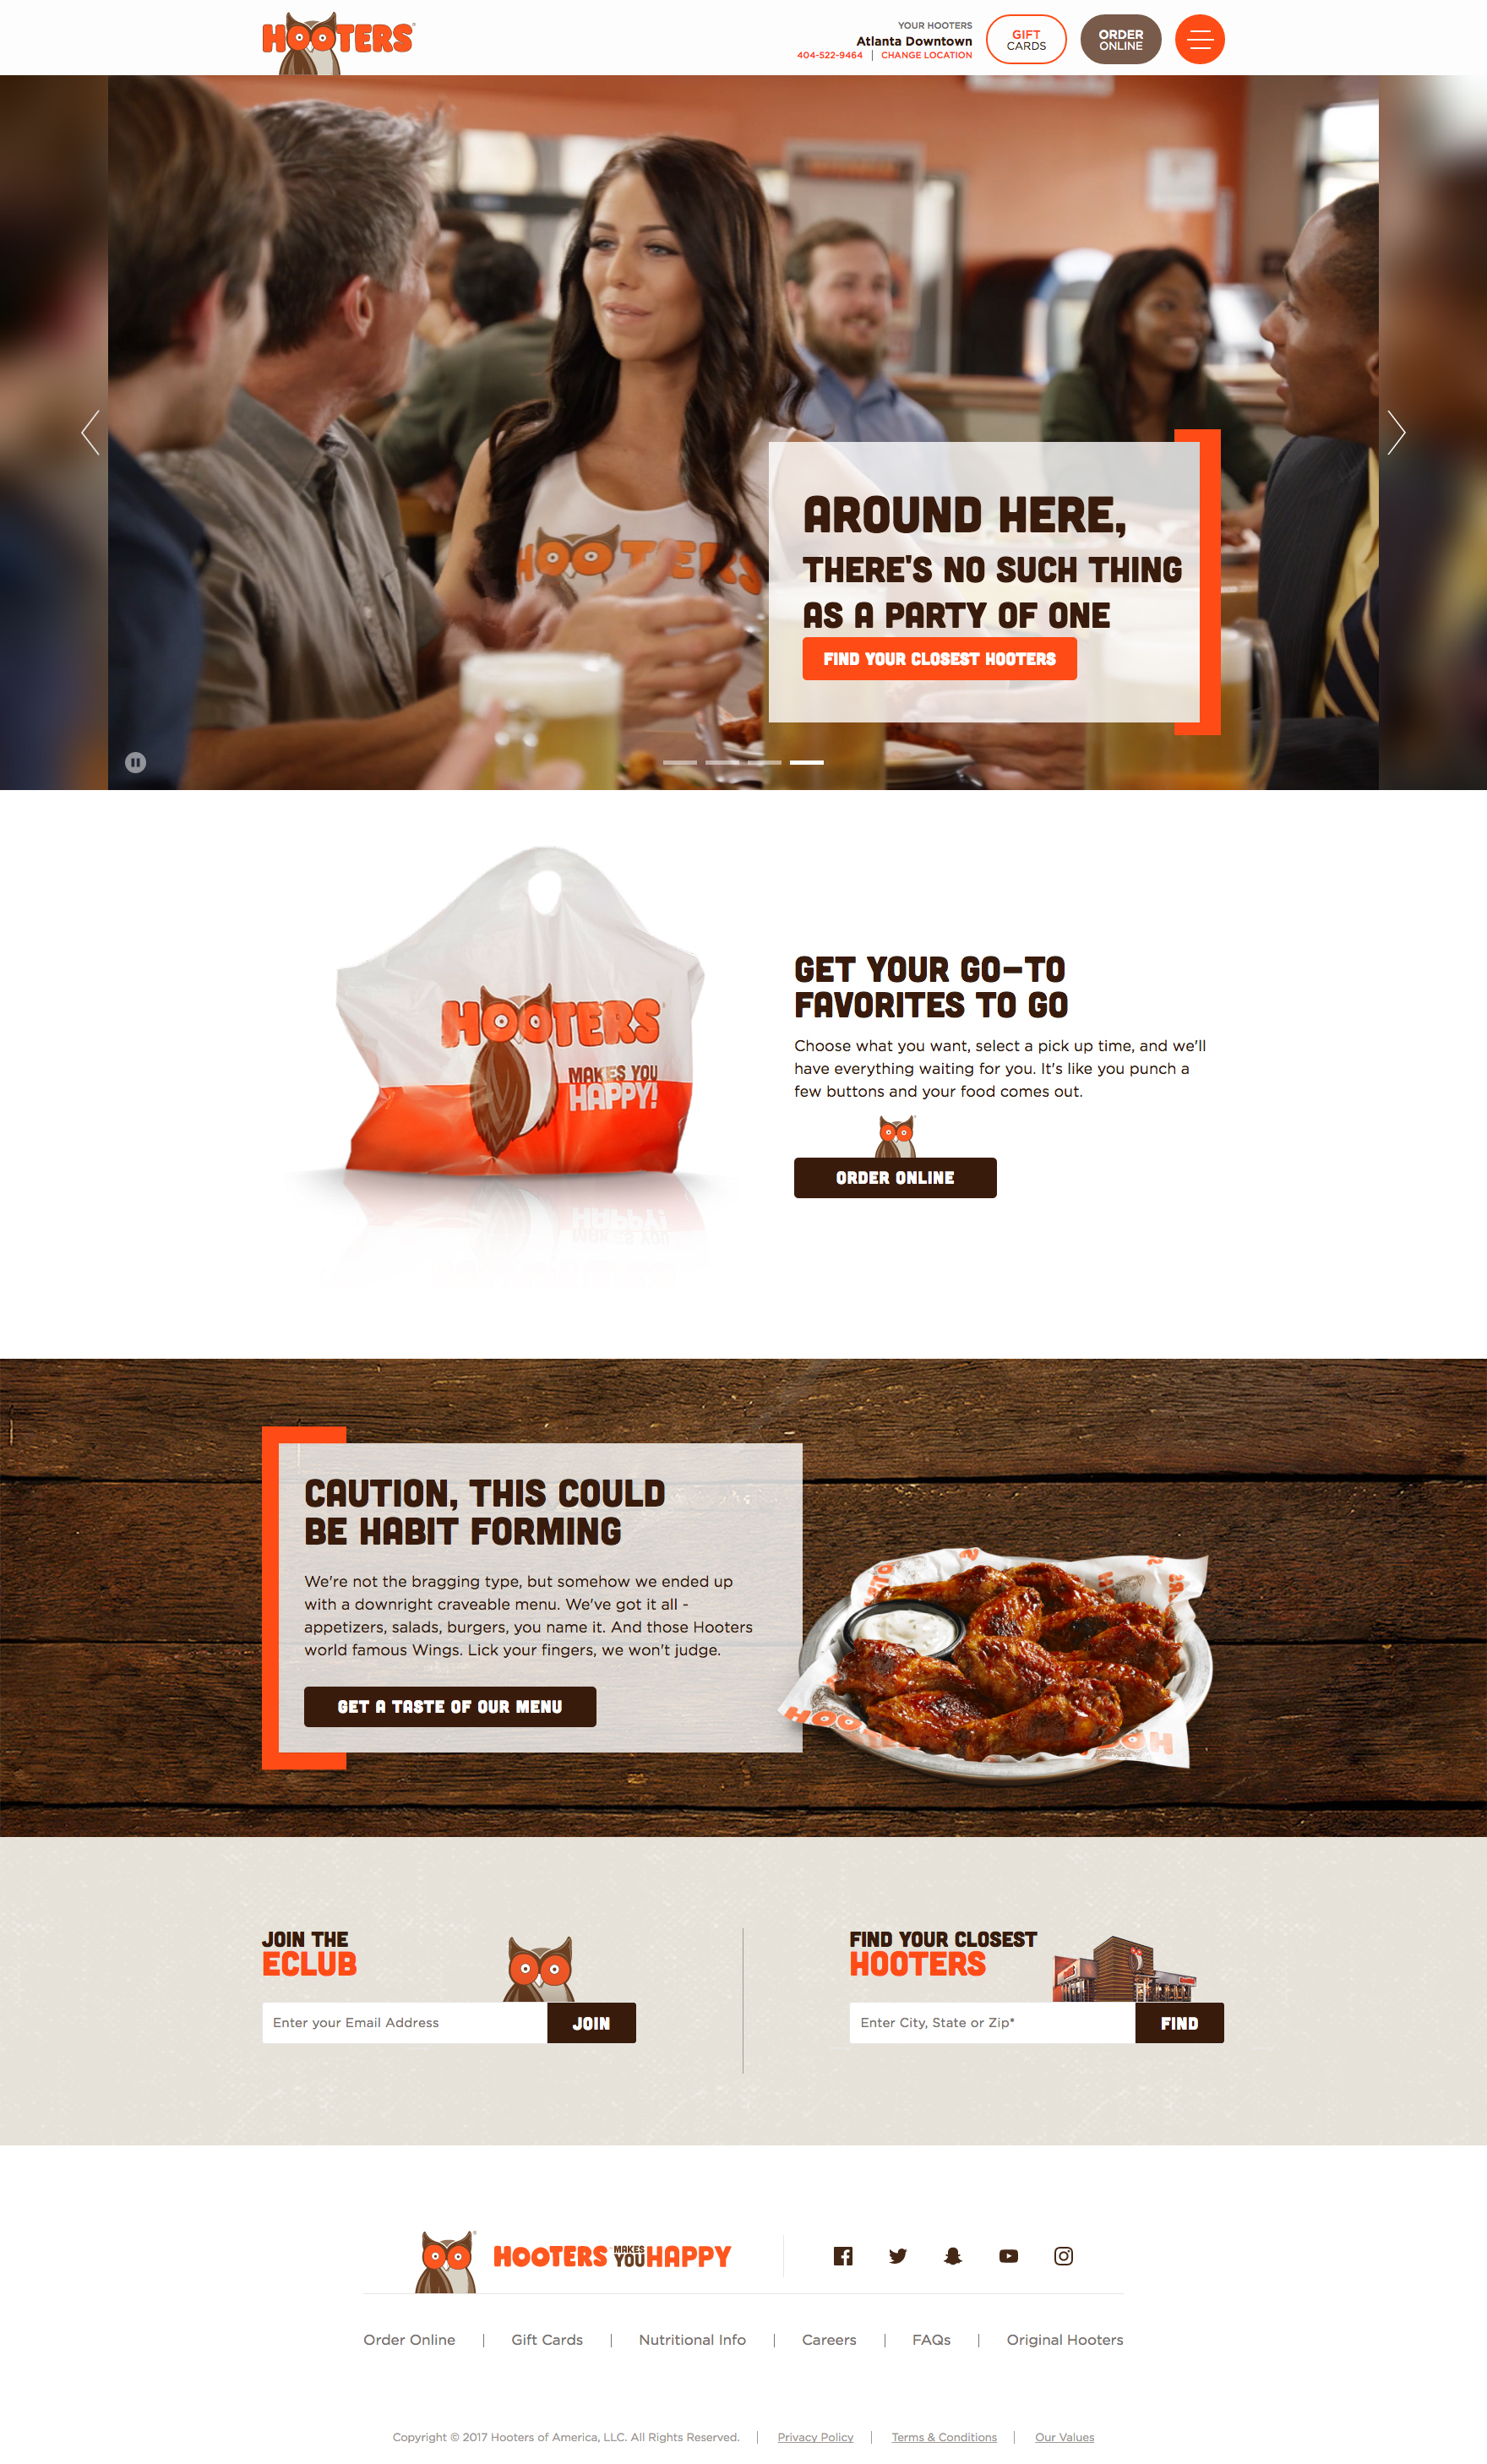 HOOTERS
YOUR HOOTERS
Atlanta Downtown
404-522-9464 | CHANGE LOCATION
GIFT
CARDS
ORDER
ONLINE
HOOTERS
AROUND HERE,
THERE'S NO SUCH THING
AS A PARTY OF ONE
FIND YOUR CLOSEST HOOTERS
HOOTERS
MAKES YOU
HAPPY!
GET YOUR GO-TO
FAVORITES TO GO
Choose what you want, select a pick up time, and we'll
have everything waiting for you. It's like you punch a
few buttons and your food comes out.
ORDER ONLINE
CAUTION, THIS COULD
BE HABIT FORMING
We're not the bragging type, but somehow we ended up
with a downright craveable menu. We've got it all -
appetizers, salads, burgers, you name it. And those Hooters
world famous Wings. Lick your fingers, we won't judge.
GET A TASTE OF OUR MENU
JOIN THE
ECLUB
Enter your Email Address
JOIN
FIND YOUR CLOSEST
HOOTERS
Enter City, State or Zip*
FIND
HOOTERS MAKES YOU HAPPY
Order Online | Gift Cards | Nutritional Info | Careers | FAQs | Original Hooters
Copyright © 2017 Hooters of America, LLC. All Rights Reserved. | Privacy Policy | Terms & Conditions | Our Values